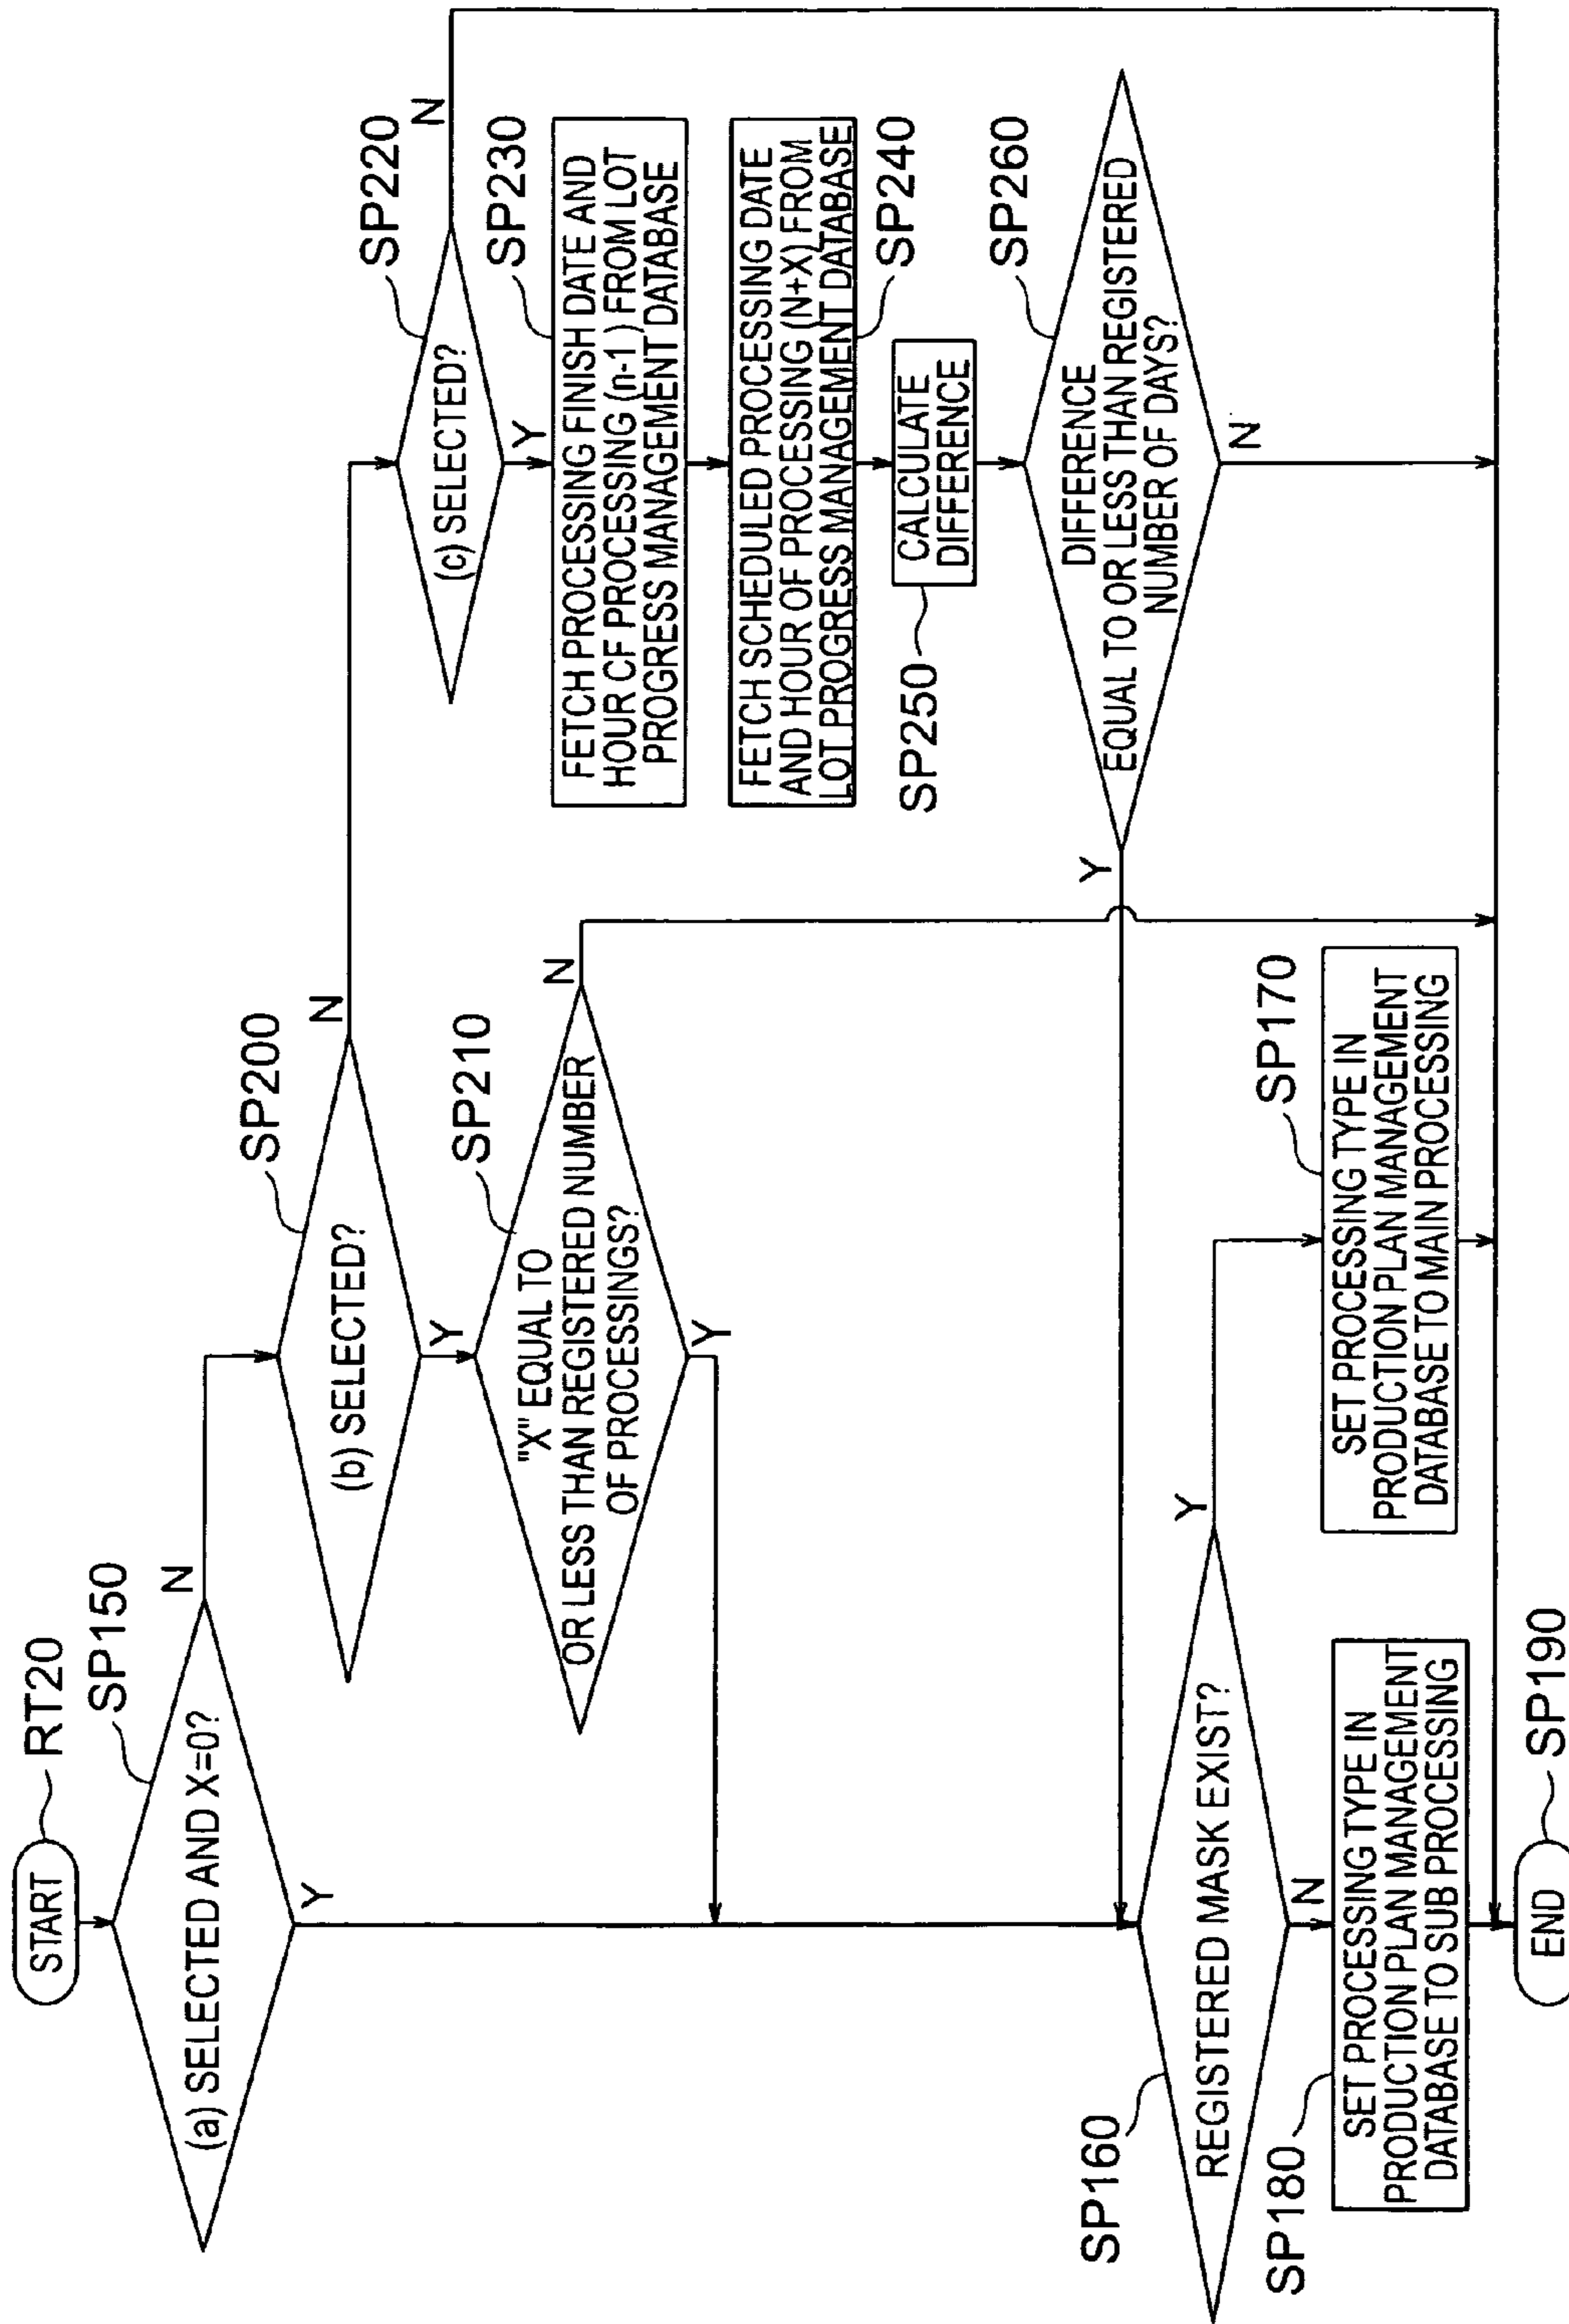 START
RT20
SP150
(a) SELECTED AND X=0?
N
Y
SP200
(b) SELECTED?
N
Y
SP210
"X" EQUAL TO
OR LESS THAN REGISTERED NUMBER
OF PROCESSINGS?
N
Y
SP220
(c) SELECTED?
N
Y
SP230
FETCH PROCESSING FINISH DATE AND
HOUR CF PROCESSING (n-1) FROM LOT
PROGRESS MANAGEMENT DATABASE
FETCH SCHEDULED PROCESSING DATE
AND HOUR OF PROCESSING (N+X) FROM
LOT PROGRESS MANAGEMENT DATABASE
SP240
CALCULATE
DIFFERENCE
SP250
SP260
DIFFERENCE
EQUAL TO OR LESS THAN REGISTERED
NUMBER OF DAYS?
Y
N
SP160
REGISTERED MASK EXIST?
Y
N
SP170
SET PROCESSING TYPE IN
PRODUCTION PLAN MANAGEMENT
DATABASE TO MAIN PROCESSING
SP180
SET PROCESSING TYPE IN
PRODUCTION PLAN MANAGEMENT
DATABASE TO SUB PROCESSING
END
SP190